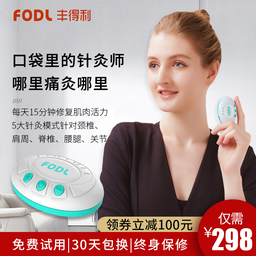 FODL 丰得利
口袋里的针灸师
哪里痛灸哪里
每天15分钟修复肌肉活力
5大针灸模式针对颈椎、
肩周、脊椎、腰腿、关节
FODL
领券立减100元
仅需
¥298
免费试用|30天包换|终身保修